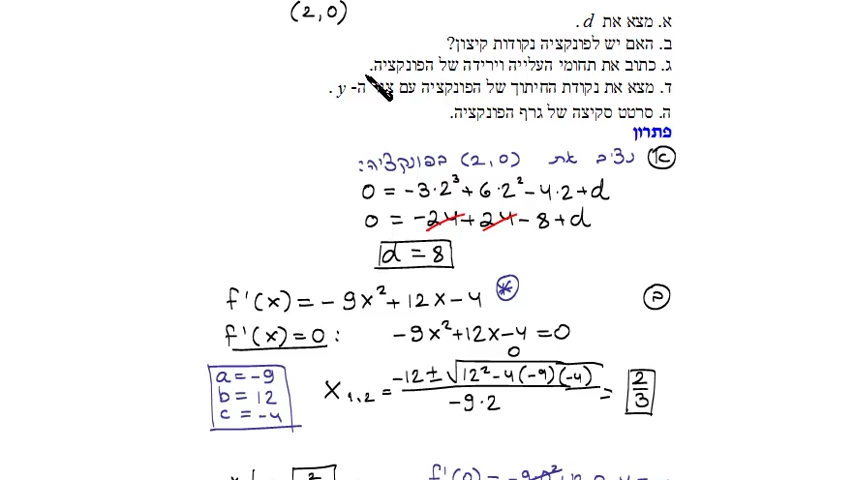 (2,0)
א. מצא את d.
ב. האם יש לפונקציה נקודות קיצון?
ג. כתוב את תחומי העלייה וירידה של הפונקציה.
ד. מצא את נקודת החיתוך של הפונקציה עם ה- y.
ה. סרטט סקיצה של גרף הפונקציה.
פתרון
א נציב את (2,0) בפונקציה:
0 = -3·2³ + 6·2² - 4·2 + d
0 = -24 + 24 - 8 + d
d = 8
ב f'(x) = -9x² + 12x - 4 *
f'(x) = 0 : -9x² + 12x - 4 = 0
0
a = -9
b = 12
c = -4
x₁,₂ = (-12 ± √(12² - 4(-9)(-4))) / (-9·2) = 2/3
f'(0) =